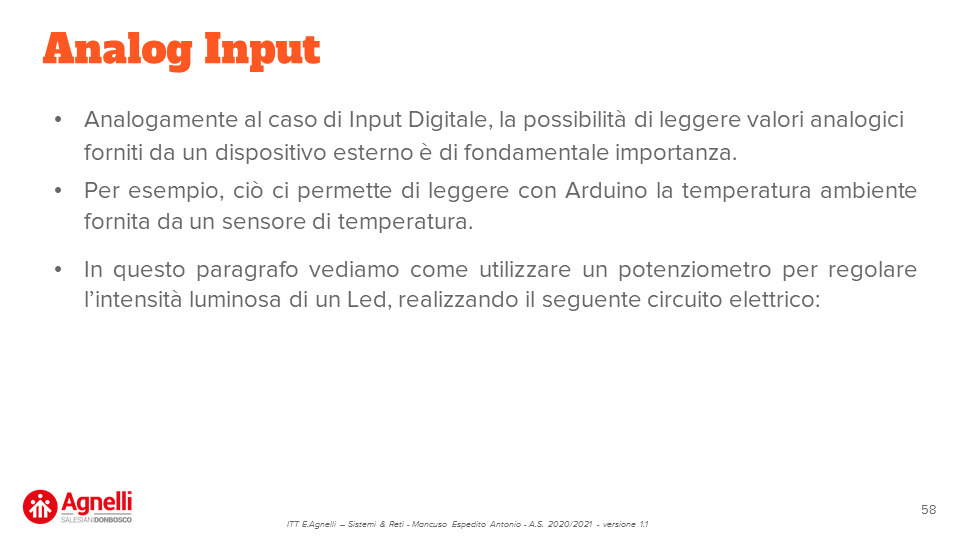 Analog Input
• Analogamente al caso di Input Digitale, la possibilità di leggere valori analogici
forniti da un dispositivo esterno è di fondamentale importanza.
• Per esempio, ciò ci permette di leggere con Arduino la temperatura ambiente
fornita da un sensore di temperatura.
• In questo paragrafo vediamo come utilizzare un potenziometro per regolare
l’intensità luminosa di un Led, realizzando il seguente circuito elettrico:
Agnelli
SALESIANIDONBOSCO
ITT E.Agnelli – Sistemi & Reti - Mancuso Espedito Antonio - A.S. 2020/2021 - versione 1.1
58